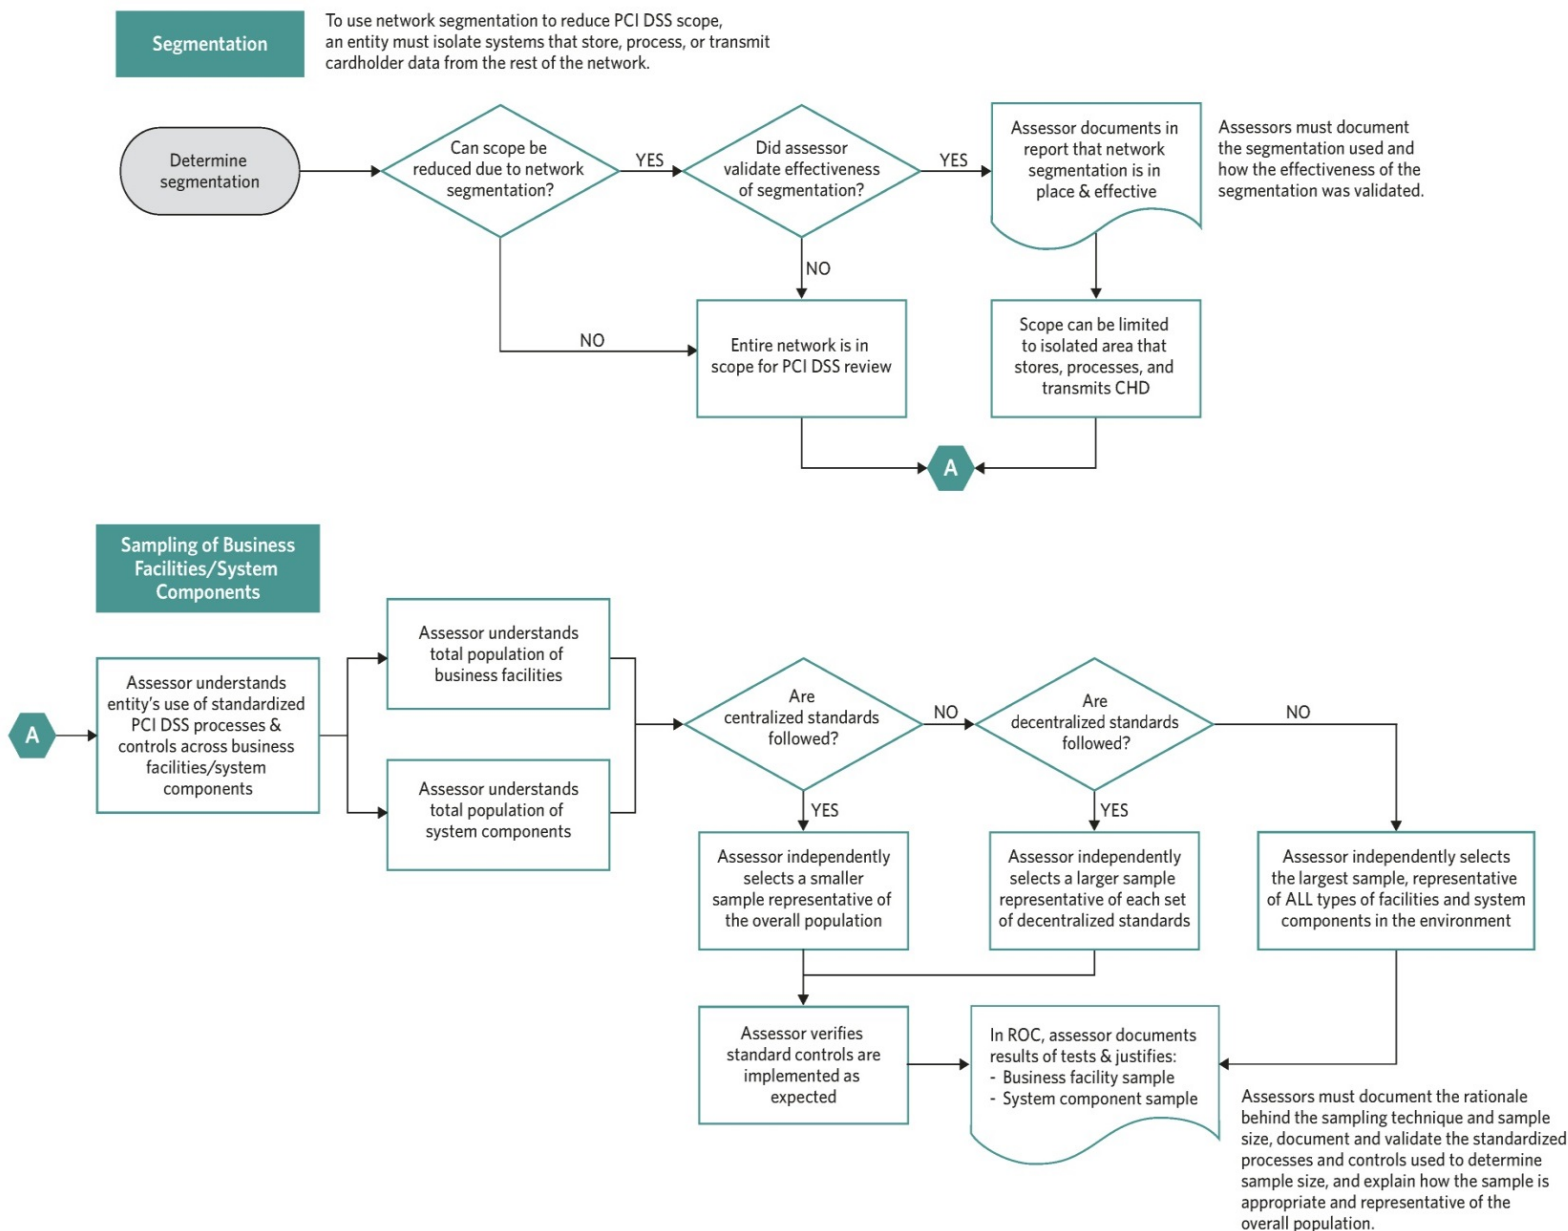 Segmentation
To use network segmentation to reduce PCI DSS scope,
an entity must isolate systems that store, process, or transmit
cardholder data from the rest of the network.
Determine
segmentation
Can scope be
reduced due to network
segmentation?
YES
Did assessor
validate effectiveness
of segmentation?
YES
Assessor documents in
report that network
segmentation is in
place & effective
Assessors must document
the segmentation used and
how the effectiveness of the
segmentation was validated.
NO
NO
Entire network is in
scope for PCI DSS review
Scope can be limited
to isolated area that
stores, processes, and
transmits CHD
A
Sampling of Business
Facilities/System
Components
A
Assessor understands
entity's use of standardized
PCI DSS processes &
controls across business
facilities/system
components
Assessor understands
total population of
business facilities
Assessor understands
total population of
system components
Are
centralized standards
followed?
NO
Are
decentralized standards
followed?
NO
YES
YES
Assessor independently
selects a smaller
sample representative
of the overall population
Assessor independently
selects a larger sample
representative of each set
of decentralized standards
Assessor independently selects
the largest sample, representative
of ALL types of facilities and system
components in the environment
Assessor verifies
standard controls are
implemented as
expected
In ROC, assessor documents
results of tests & justifies:
- Business facility sample
- System component sample
Assessors must document the rationale
behind the sampling technique and sample
size, document and validate the standardized
processes and controls used to determine
sample size, and explain how the sample is
appropriate and representative of the
overall population.